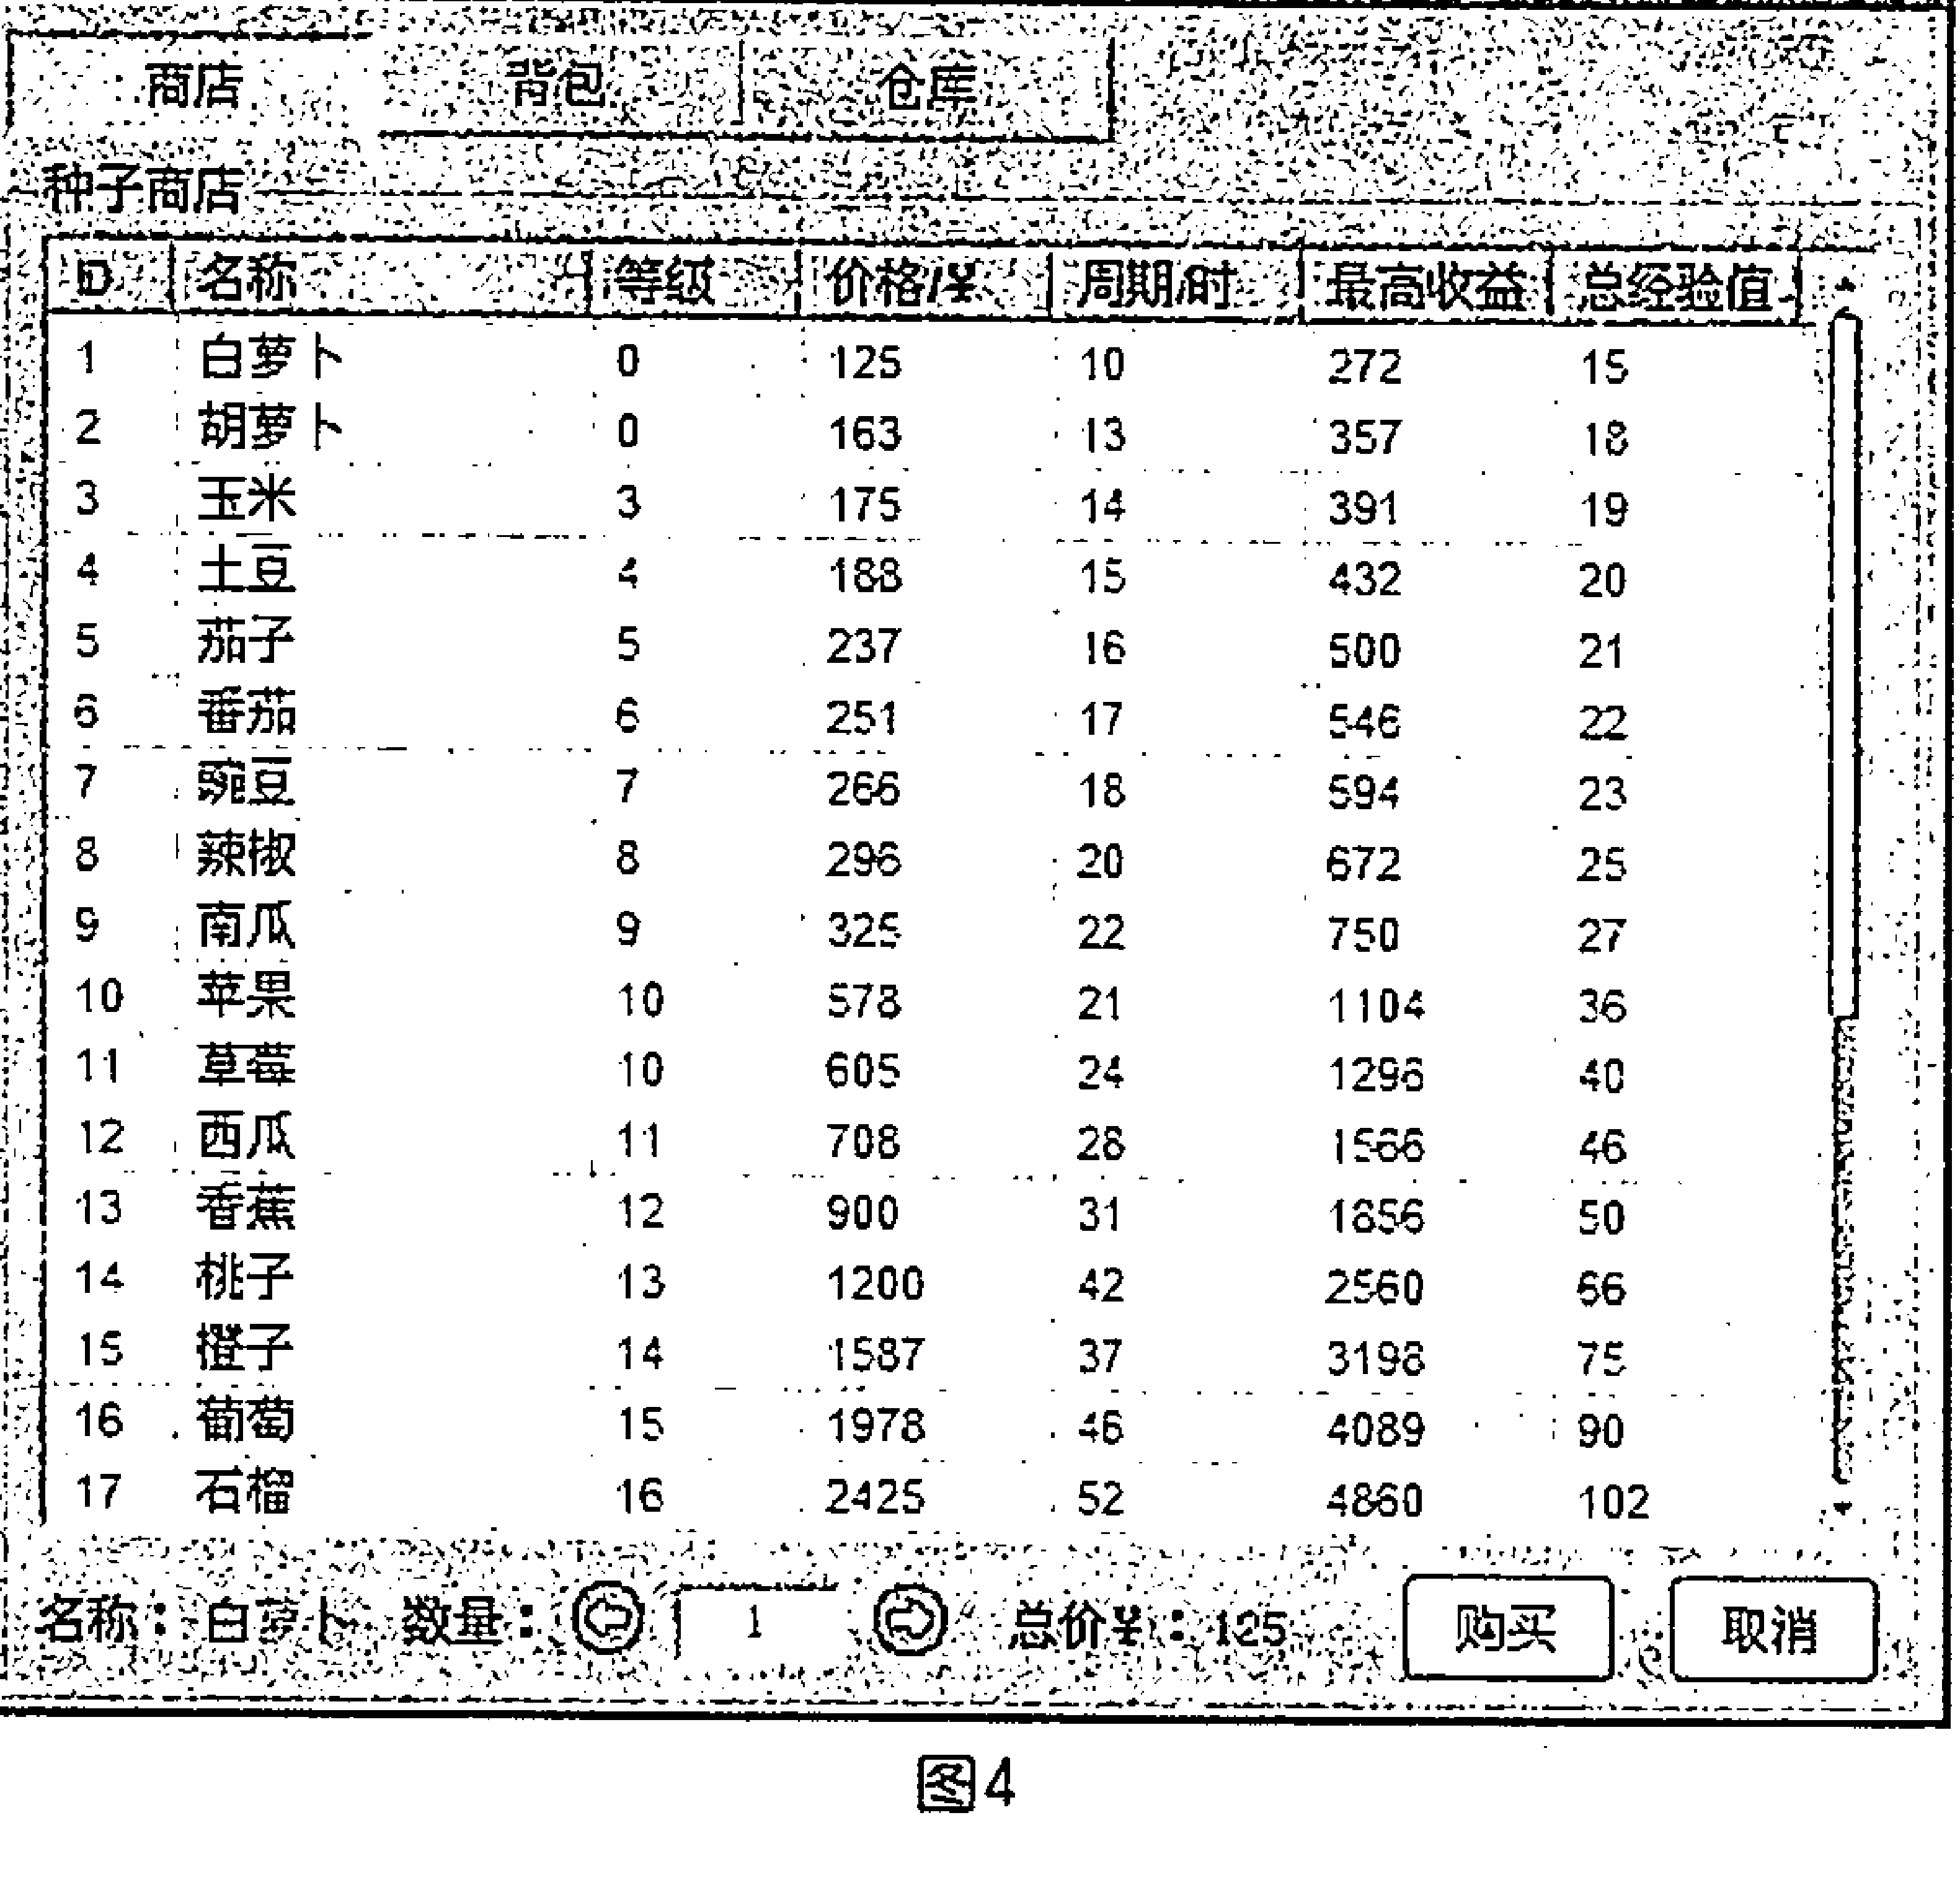 商店 背包 仓库
种子商店
ID 名称 等级 价格/¥ 周期/时 最高收益 总经验值
1 白萝卜 0 125 10 272 15
2 胡萝卜 0 163 13 357 18
3 玉米 3 175 14 391 19
4 土豆 4 188 15 432 20
5 茄子 5 237 16 500 21
6 番茄 6 251 17 546 22
7 豌豆 7 266 18 594 23
8 辣椒 8 296 20 672 25
9 南瓜 9 325 22 750 27
10 苹果 10 578 21 1104 36
11 草莓 10 605 24 1296 40
12 西瓜 11 708 28 46
13 香蕉 12 900 31 1856 50
14 桃子 13 1200 42 2560 66
15 橙子 14 1587 37 3198 75
16 葡萄 15 1978 46 4089 90
17 石榴 16 2425 52 4860 102
名称：白萝卜 数量： 1 总价¥：125 购买 取消
图4